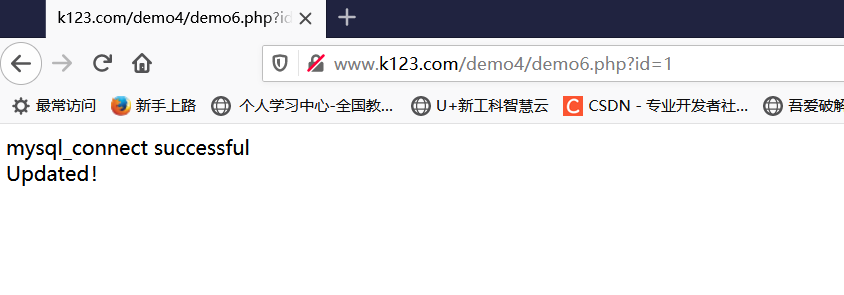 k123.com/demo4/demo6.php?id
www.k123.com/demo4/demo6.php?id=1
最常访问 新手上路 个人学习中心-全国教... U+新工科智慧云 CSDN - 专业开发者社... 吾爱破解
mysql_connect successful
Updated!